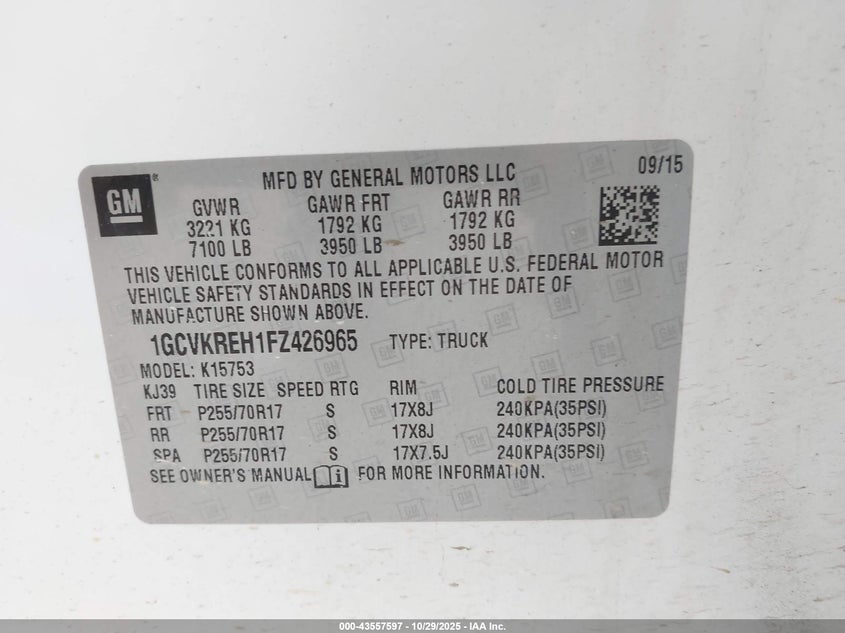 GM ®
MFD BY GENERAL MOTORS LLC 09/15
GVWR GAWR FRT GAWR RR
3221 KG 1792 KG 1792 KG
7100 LB 3950 LB 3950 LB
THIS VEHICLE CONFORMS TO ALL APPLICABLE U.S. FEDERAL MOTOR
VEHICLE SAFETY STANDARDS IN EFFECT ON THE DATE OF
MANUFACTURE SHOWN ABOVE.
1GCVKREH1FZ426965 TYPE: TRUCK
MODEL: K15753
KJ39 TIRE SIZE SPEED RTG RIM COLD TIRE PRESSURE
FRT P255/70R17 S 17X8J 240KPA(35PSI)
RR P255/70R17 S 17X8J 240KPA(35PSI)
SPA P255/70R17 S 17X7.5J 240KPA(35PSI)
SEE OWNER'S MANUAL i FOR MORE INFORMATION.
000-43557597 - 10/29/2025 - IAA Inc.